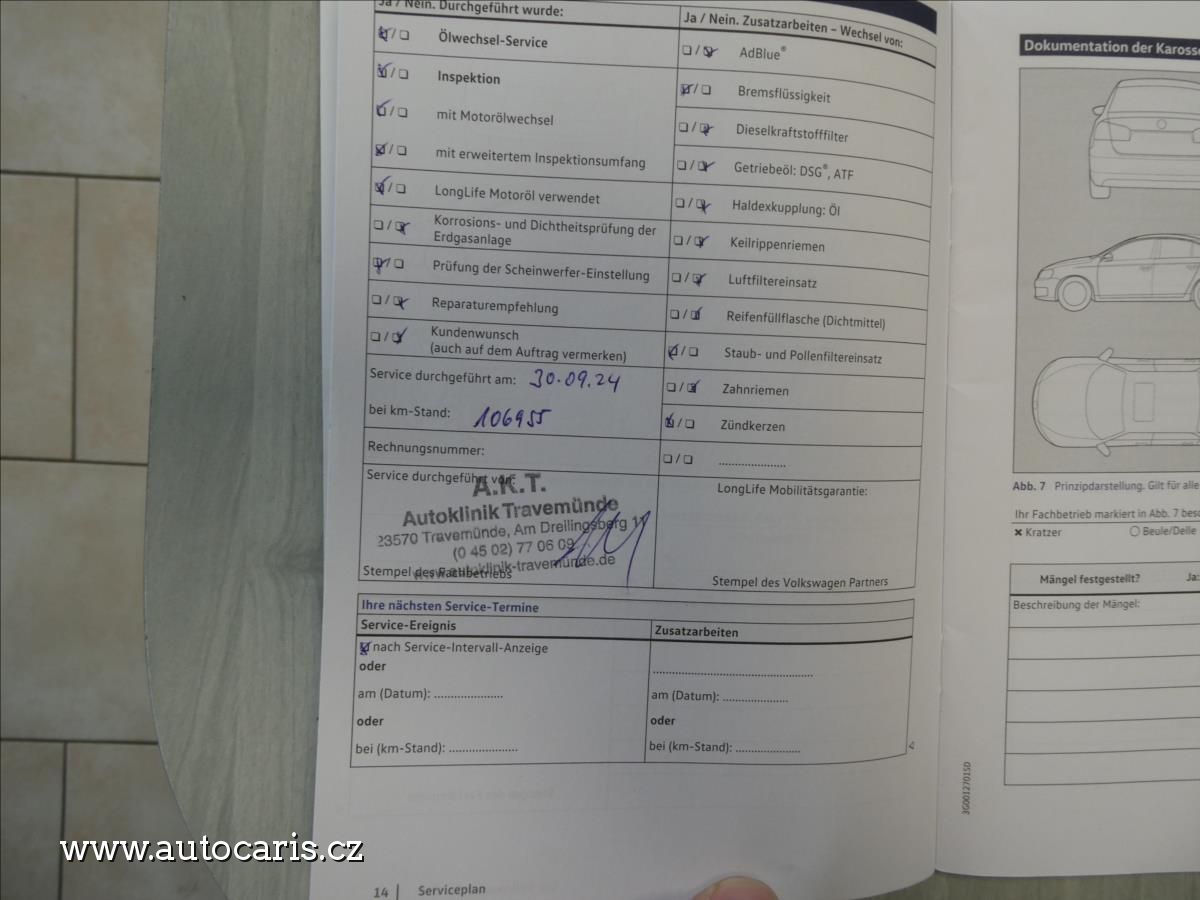 Ja / Nein. Durchgeführt wurde:
Ölwechsel-Service
Inspektion
mit Motorölwechsel
mit erweitertem Inspektionsumfang
LongLife Motoröl verwendet
Korrosions- und Dichtheitsprüfung der
Erdgasanlage
Prüfung der Scheinwerfer-Einstellung
Reparaturempfehlung
Kundenwunsch
(auch auf dem Auftrag vermerken)
Service durchgeführt am: 30.09.24
bei km-Stand: 106955
Rechnungsnummer:
Service durchgeführt von:
A.K.T.
Autoklinik Travemünde
23570 Travemünde, Am Dreilingsberg 11
(0 45 02) 77 06 09
www.autoklinik-travemünde.de
Stempel des Fachbetriebs
Ja / Nein. Zusatzarbeiten – Wechsel von:
AdBlue®
Bremsflüssigkeit
Dieselkraftstofffilter
Getriebeöl: DSG®, ATF
Haldexkupplung: Öl
Keilrippenriemen
Luftfiltereinsatz
Reifenfüllflasche (Dichtmittel)
Staub- und Pollenfiltereinsatz
Zahnriemen
Zündkerzen
....................
LongLife Mobilitätsgarantie:
Stempel des Volkswagen Partners
Ihre nächsten Service-Termine
Service-Ereignis
nach Service-Intervall-Anzeige
oder
am (Datum): ....................
oder
bei (km-Stand): ....................
Zusatzarbeiten
am (Datum): ....................
oder
bei (km-Stand): ....................
14 | Serviceplan
3G0012701SD
Dokumentation der Karosse
Abb. 7 Prinzipdarstellung. Gilt für alle
Ihr Fachbetrieb markiert in Abb. 7 besc
Kratzer
Beule/Delle
Mängel festgestellt? Ja:
Beschreibung der Mängel:
www.autocaris.cz